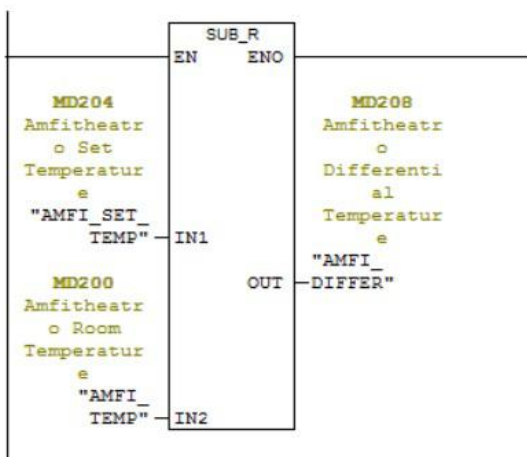 SUB_R
EN ENO
MD204
Amfitheatr
o Set
Temperatur
e
"AMFI_SET_
TEMP" IN1
MD208
Amfitheatr
o
Differenti
al
Temperatur
e
"AMFI_
OUT DIFFER"
MD200
Amfitheatr
o Room
Temperatur
e
"AMFI_
TEMP" IN2